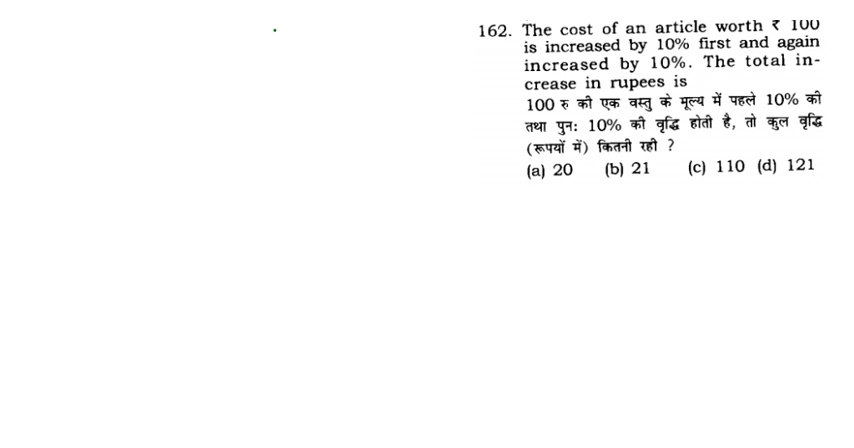 162. The cost of an article worth ₹ 100
is increased by 10% first and again
increased by 10%. The total in-
crease in rupees is
100 रु की एक वस्तु के मूल्य में पहले 10% की
तथा पुन: 10% की वृद्धि होती है, तो कुल वृद्धि
(रूपयों में) कितनी रही ?
(a) 20 (b) 21 (c) 110 (d) 121